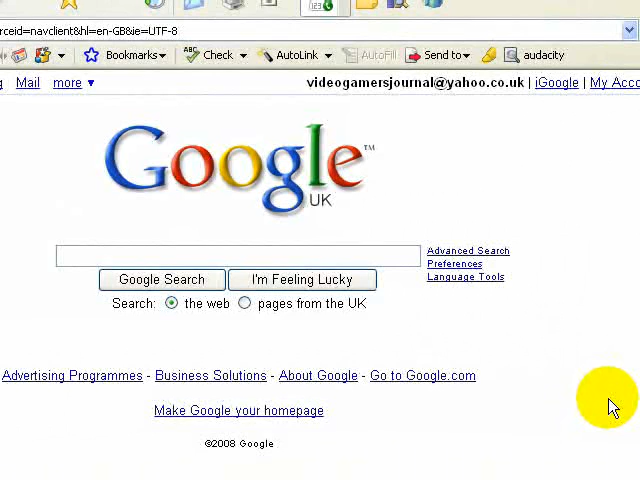 rceid=navclient&hl=en-GB&ie=UTF-8
Bookmarks Check AutoLink AutoFill Send to audacity
Mail more videogamersjournal@yahoo.co.uk | iGoogle | My Acco
Google™
UK
Advanced Search
Preferences
Language Tools
Google Search I'm Feeling Lucky
Search: the web pages from the UK
Advertising Programmes - Business Solutions - About Google - Go to Google.com
Make Google your homepage
©2008 Google